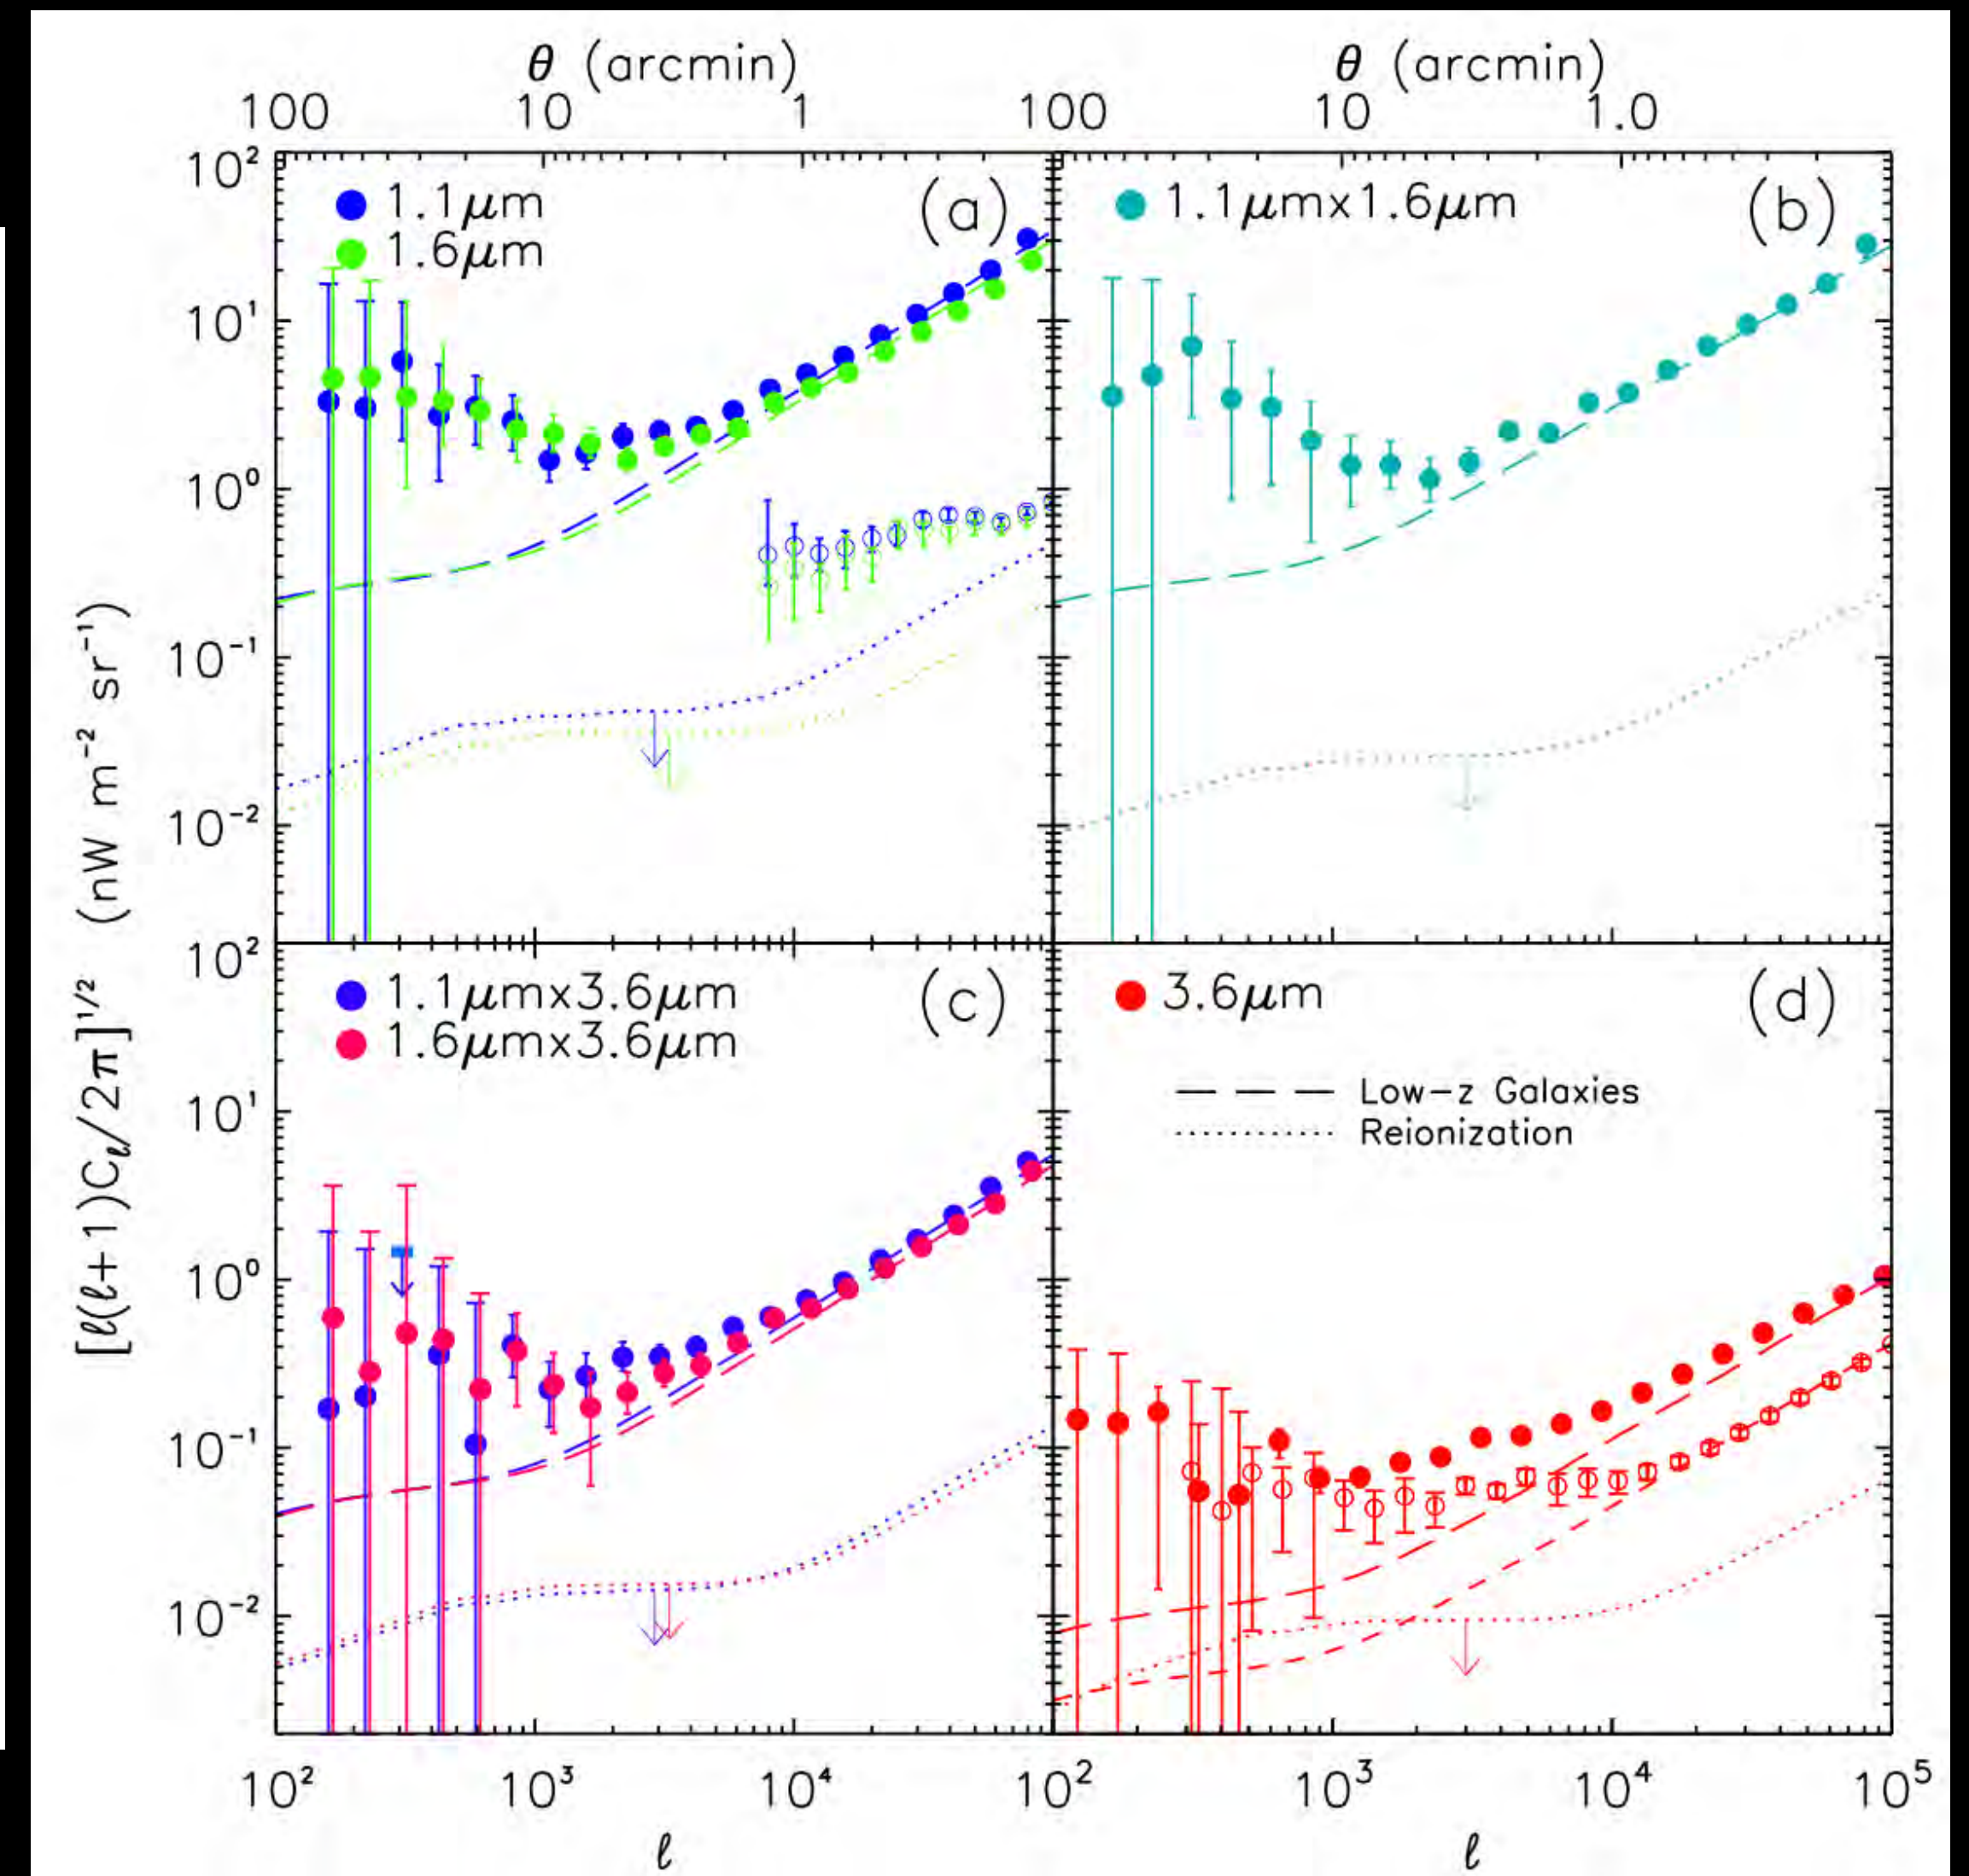 θ (arcmin) θ (arcmin)
100 10 1 100 10 1.0
10² 1.1μm (a) 1.1μmx1.6μm (b)
1.6μm
10¹
10⁰
10⁻¹
10⁻²
[ℓ(ℓ+1)Cℓ/2π]^1/2 (nW m⁻² sr⁻¹)
10² 1.1μmx3.6μm (c) 3.6μm (d)
1.6μmx3.6μm
Low-z Galaxies
10¹ Reionization
10⁰
10⁻¹
10⁻²
10² 10³ 10⁴ 10² 10³ 10⁴ 10⁵
ℓ ℓ